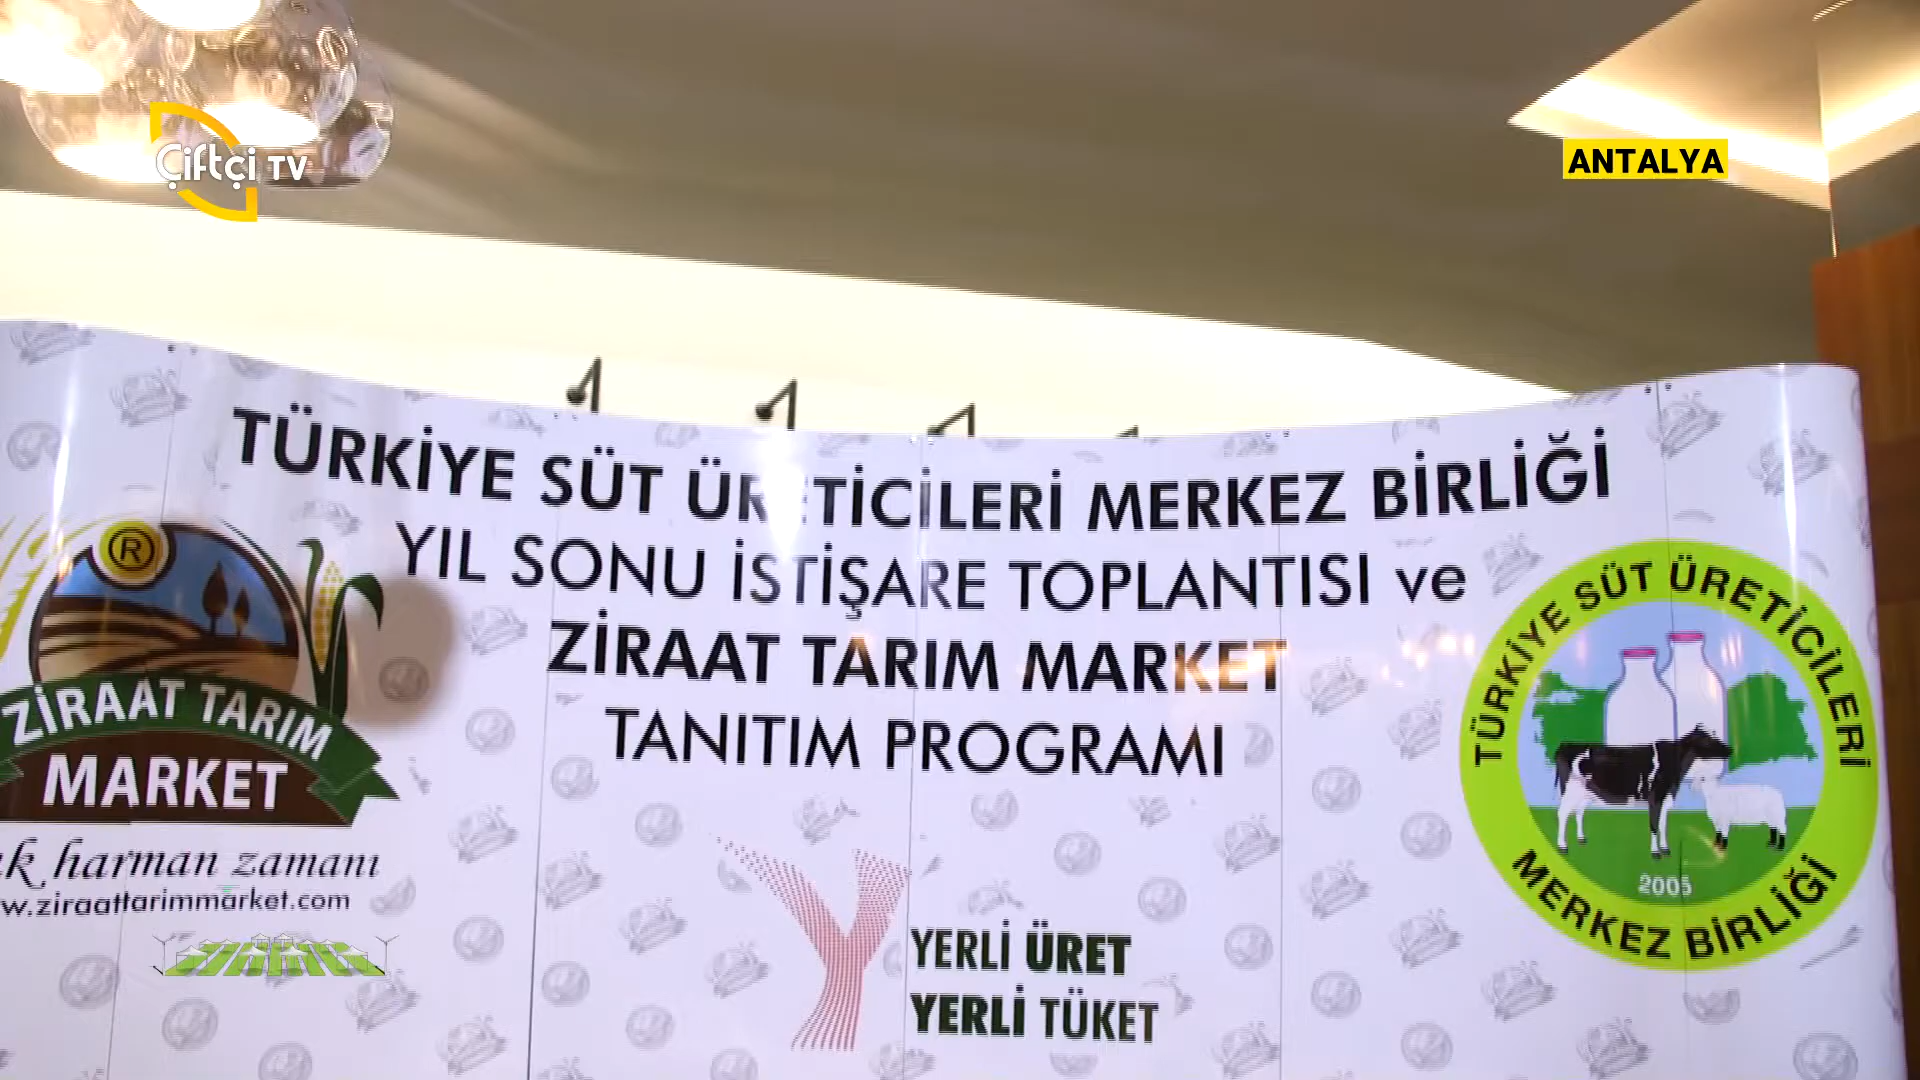 Çiftçi TV
ANTALYA
TÜRKİYE SÜT ÜRETİCİLERİ MERKEZ BİRLİĞİ
YIL SONU İSTİŞARE TOPLANTISI ve
ZİRAAT TARIM MARKET
TANITIM PROGRAMI
®
ZİRAAT TARIM
MARKET
harman zamanı
w.ziraattarimmarket.com
YERLİ ÜRET
YERLİ TÜKET
TÜRKİYE SÜT ÜRETİCİLERİ
2005
MERKEZ BİRLİĞİ